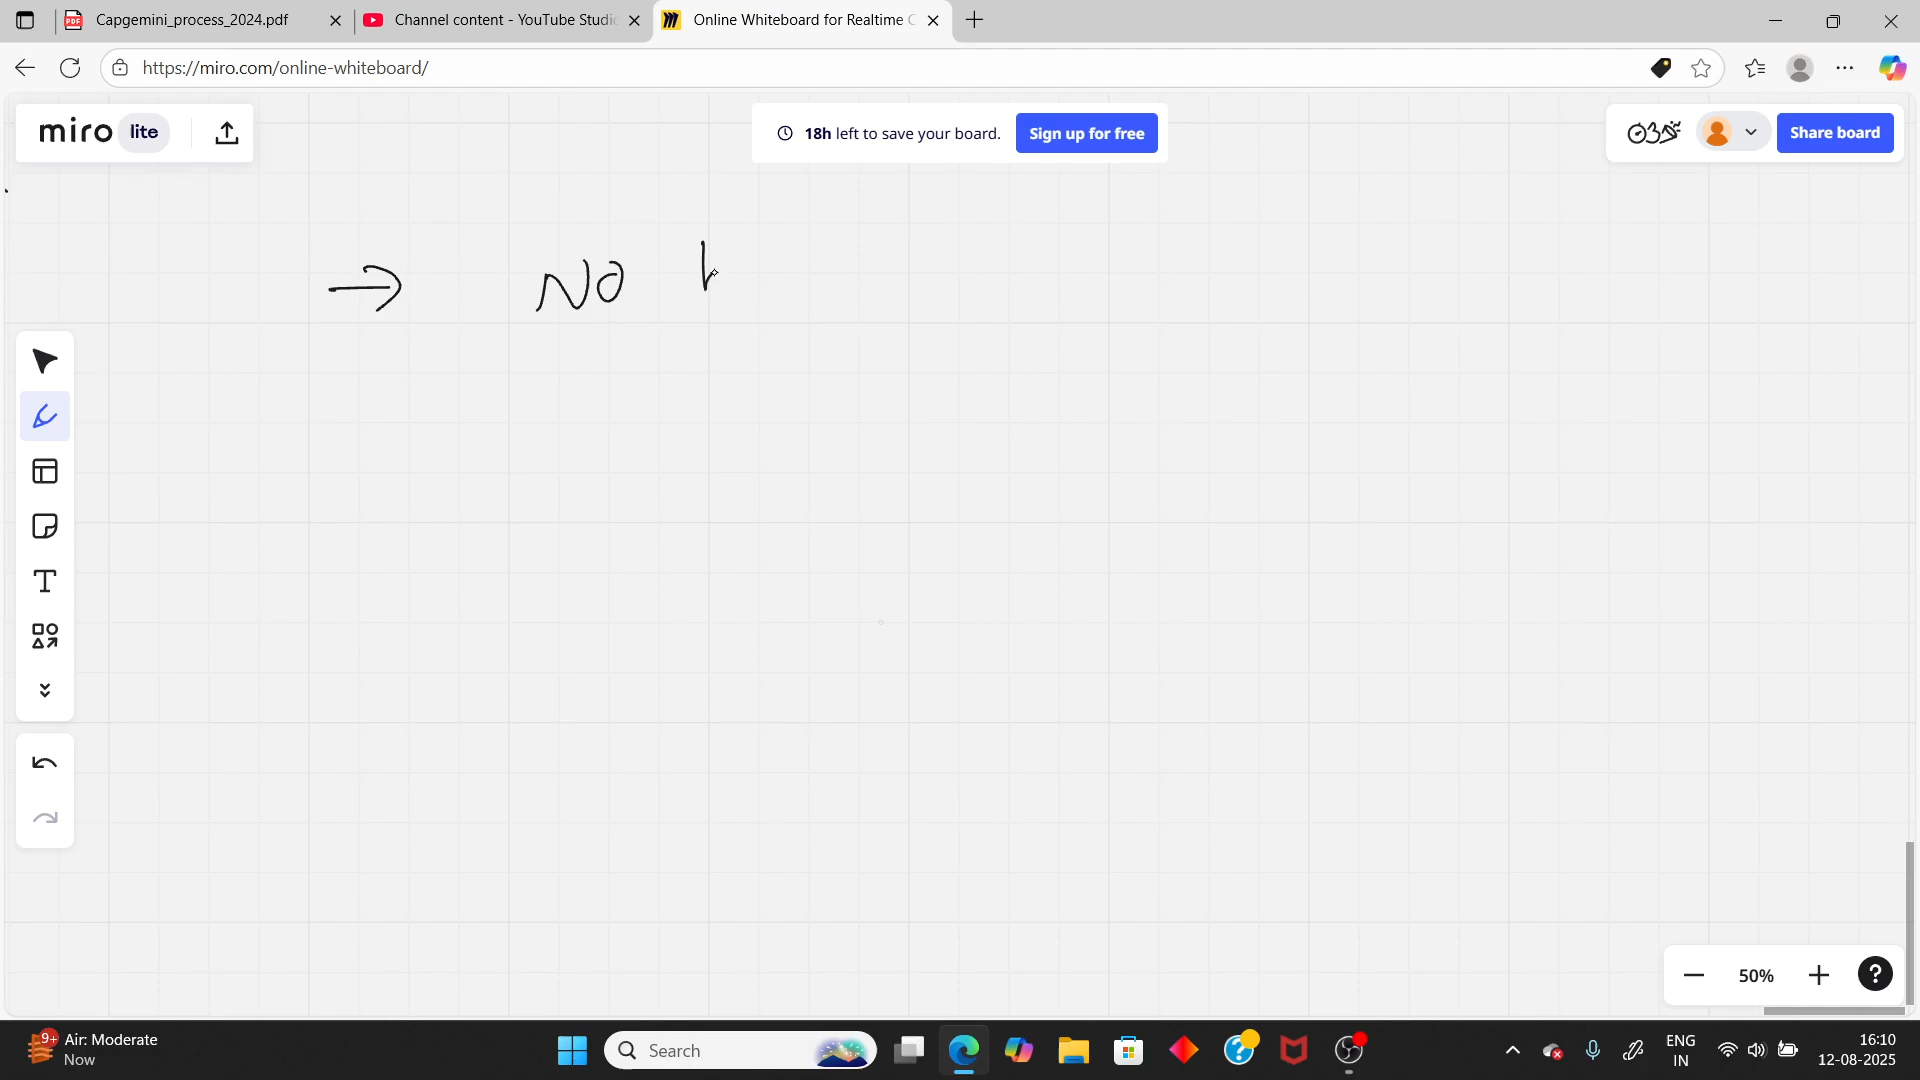 Capgemini_process_2024.pdf
Channel content - YouTube Studi
Online Whiteboard for Realtime C
https://miro.com/online-whiteboard/
miro lite
18h left to save your board.
Sign up for free
Share board
→ NO
T
50%
?
9+
Air: Moderate
Now
Search
ENG
IN
16:10
12-08-2025